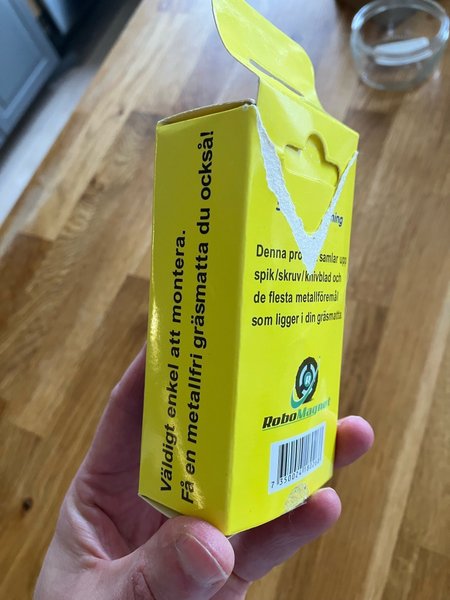 Väldigt enkel att montera.
Få en metallfri gräsmatta du också!
Denna samlar upp
spik/skruv/knivblad och
de flesta metallföremål
som ligger i din gräsmatta
RoboMagnet